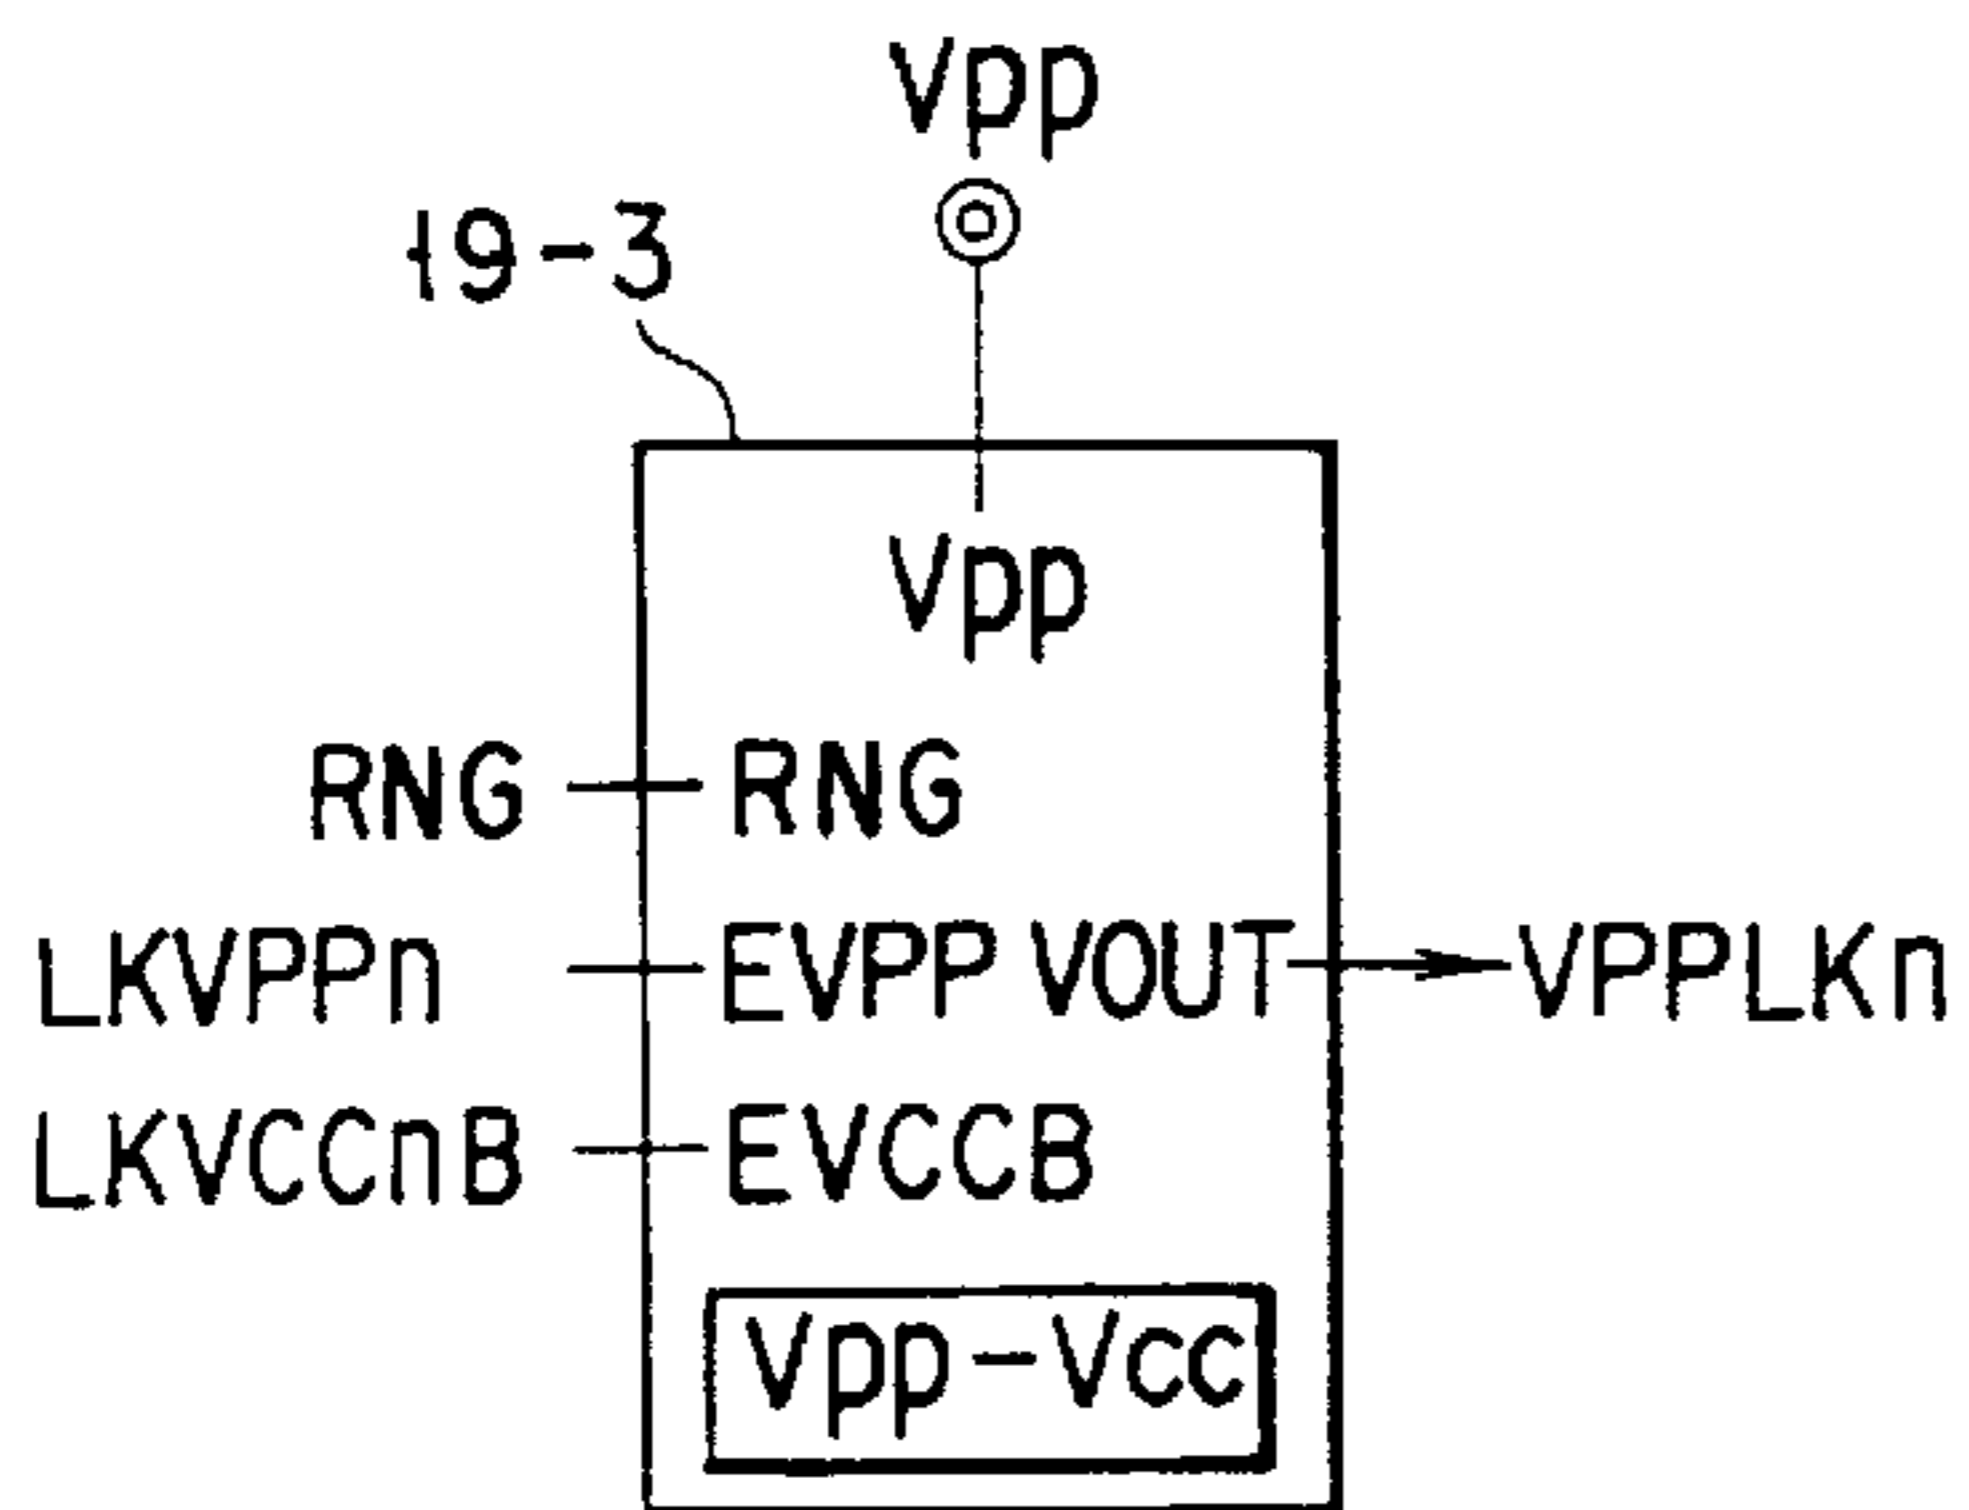 Vpp
19-3
Vpp
RNG RNG
LKVPPn EVPP VOUT VPPLKn
LKVCCnB EVCCB
Vpp-Vcc